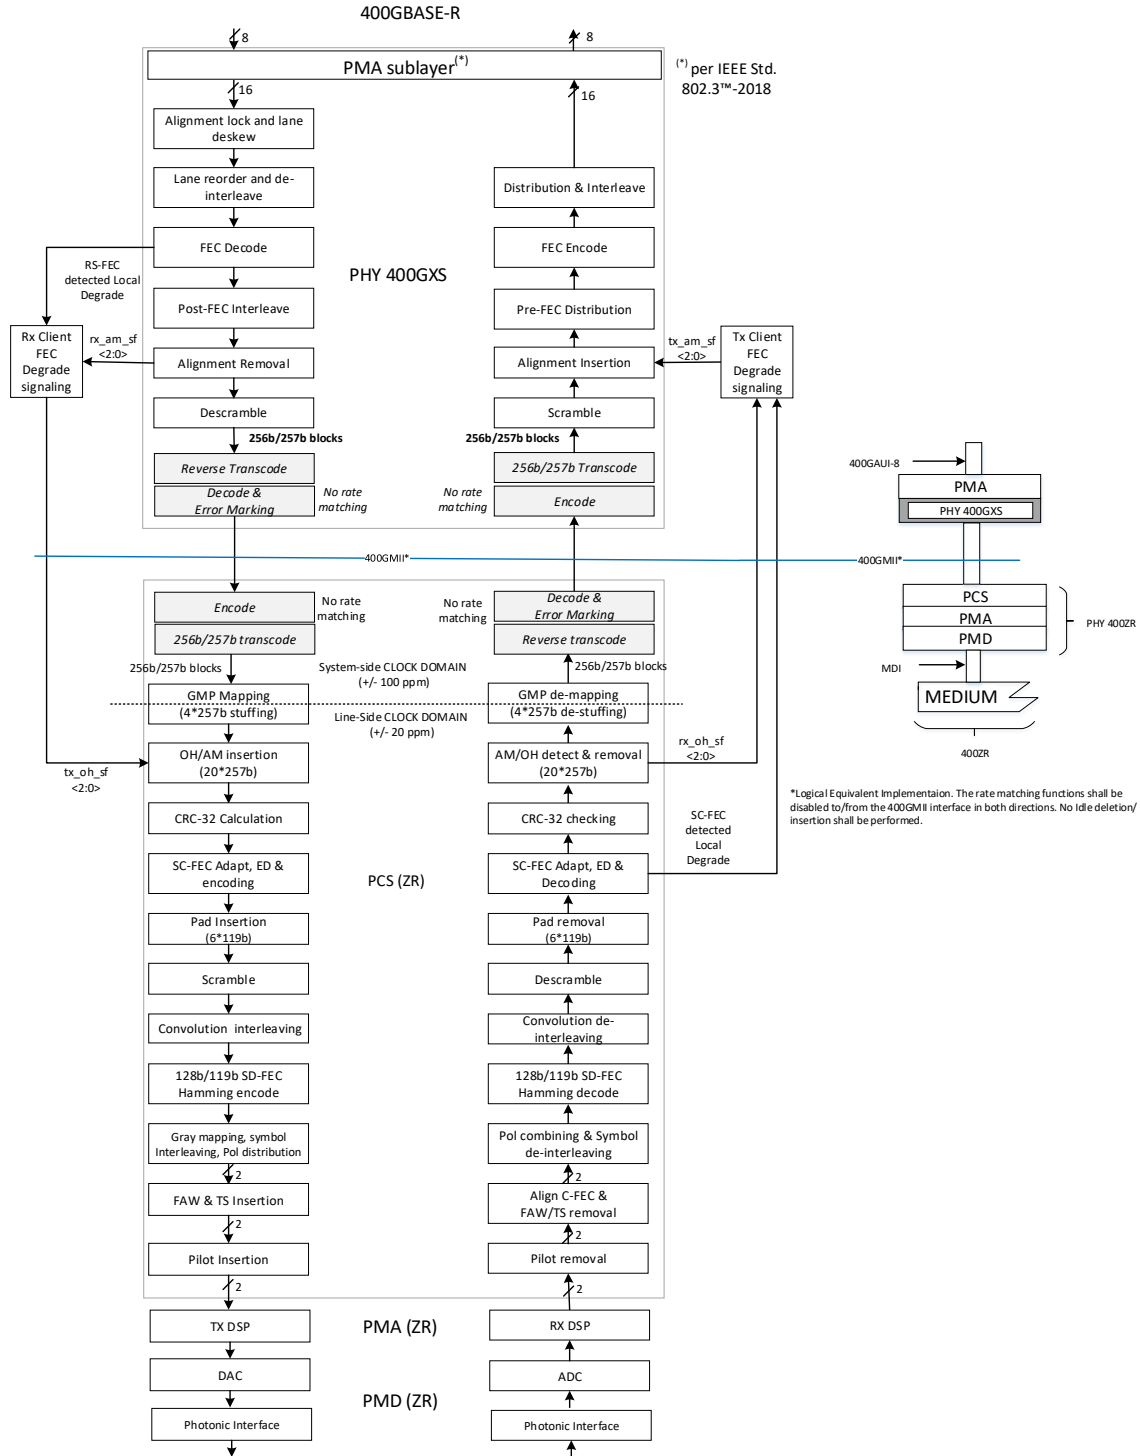 400GBASE-R
8
8
PMA sublayer(*)
(*) per IEEE Std.
802.3™-2018
16
16
Alignment lock and lane
deskew
Lane reorder and de-
interleave
Distribution & Interleave
FEC Decode
FEC Encode
RS-FEC
detected Local
Degrade
PHY 400GXS
Post-FEC Interleave
Pre-FEC Distribution
Rx Client
FEC
Degrade
signaling
rx_am_sf
<2:0>
Alignment Removal
Alignment Insertion
tx_am_sf
<2:0>
Tx Client
FEC
Degrade
signaling
Descramble
Scramble
256b/257b blocks
256b/257b blocks
Reverse Transcode
256b/257b Transcode
Decode &
Error Marking
No rate
matching
No rate
matching
Encode
400GAUI-8
PMA
PHY 400GXS
400GMII*
400GMII*
Encode
No rate
matching
No rate
matching
Decode &
Error Marking
256b/257b transcode
Reverse transcode
PCS
PMA
PMD
PHY 400ZR
MDI
MEDIUM
400ZR
256b/257b blocks
System-side CLOCK DOMAIN
(+/- 100 ppm)
256b/257b blocks
GMP Mapping
(4*257b stuffing)
GMP de-mapping
(4*257b de-stuffing)
Line-Side CLOCK DOMAIN
(+/- 20 ppm)
tx_oh_sf
<2:0>
OH/AM insertion
(20*257b)
AM/OH detect & removal
(20*257b)
rx_oh_sf
<2:0>
*Logical Equivalent Implementaion. The rate matching functions shall be
disabled to/from the 400GMII interface in both directions. No Idle deletion/
insertion shall be performed.
CRC-32 Calculation
CRC-32 checking
SC-FEC
detected
Local
Degrade
SC-FEC Adapt, ED &
encoding
PCS (ZR)
SC-FEC Adapt, ED &
Decoding
Pad Insertion
(6*119b)
Pad removal
(6*119b)
Scramble
Descramble
Convolution interleaving
Convolution de-
interleaving
128b/119b SD-FEC
Hamming encode
128b/119b SD-FEC
Hamming decode
Gray mapping, symbol
Interleaving, Pol distribution
Pol combining & Symbol
de-interleaving
2
2
FAW & TS Insertion
Align C-FEC &
FAW/TS removal
2
2
Pilot Insertion
Pilot removal
2
2
TX DSP
PMA (ZR)
RX DSP
DAC
ADC
PMD (ZR)
Photonic Interface
Photonic Interface